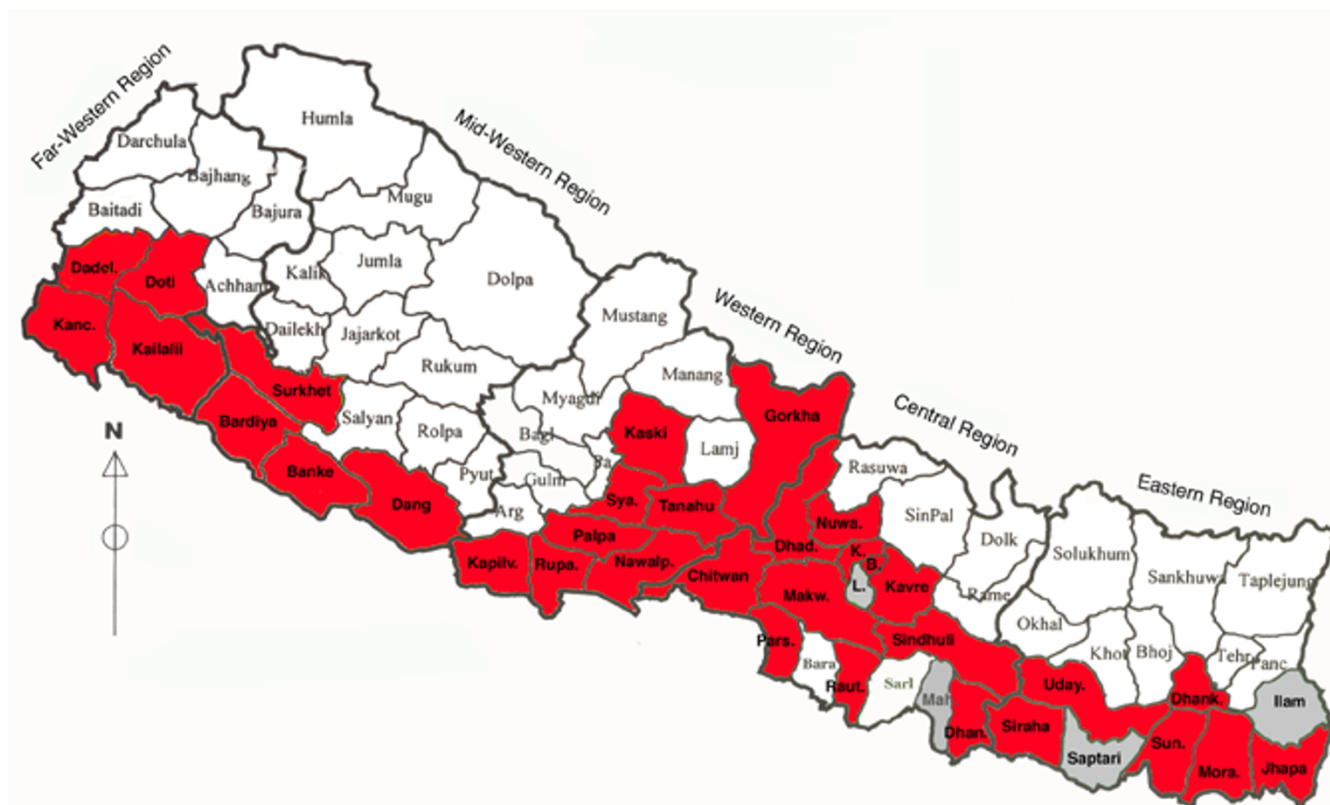 Far-Western Region
Mid-Western Region
Western Region
Central Region
Eastern Region
N
Humla
Darchula
Bajhang
Mugu
Baitadi
Bajura
Dadel.
Doti
Achham
Kalik
Jumla
Dolpa
Kanc.
Kailalii
Dailekh
Jajarkot
Mustang
Rukum
Manang
Surkhet
Myagdi
Gorkha
Bardiya
Salyan
Rolpa
Bagl
Kaski
Lamj
Pa.
Banke
Pyut
Gulm
Rasuwa
Dang
Arg
Sya.
Tanahu
Nuwa.
SinPal
Palpa
Dhad.
K.
B.
Dolk
Solukhum
Kapilv.
Rupa.
Nawalp.
Chitwan
L.
Kavre
Sankhuwa
Taplejung
Makw.
Rame
Okhal
Pars.
Sindhuli
Khot
Bhoj
Tehr
Panc.
Bara
Raut.
Sarl
Uday.
Mah
Dhank.
Ilam
Dhan.
Siraha
Saptari
Sun.
Mora.
Jhapa